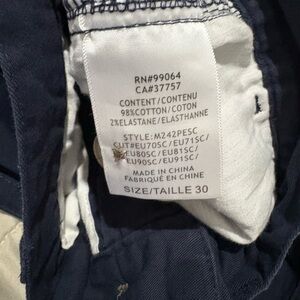 RN#99064
CA#37757
CONTENT/CONTENU
98%COTTON/COTON
2%ELASTANE/ELASTHANNE
STYLE:M242PESC
CUT#EU70SC/EU71SC/
EU80SC/EU81SC/
EU90SC/EU91SC/
MADE IN CHINA
FABRIQUÉ EN CHINE
SIZE/TAILLE 30